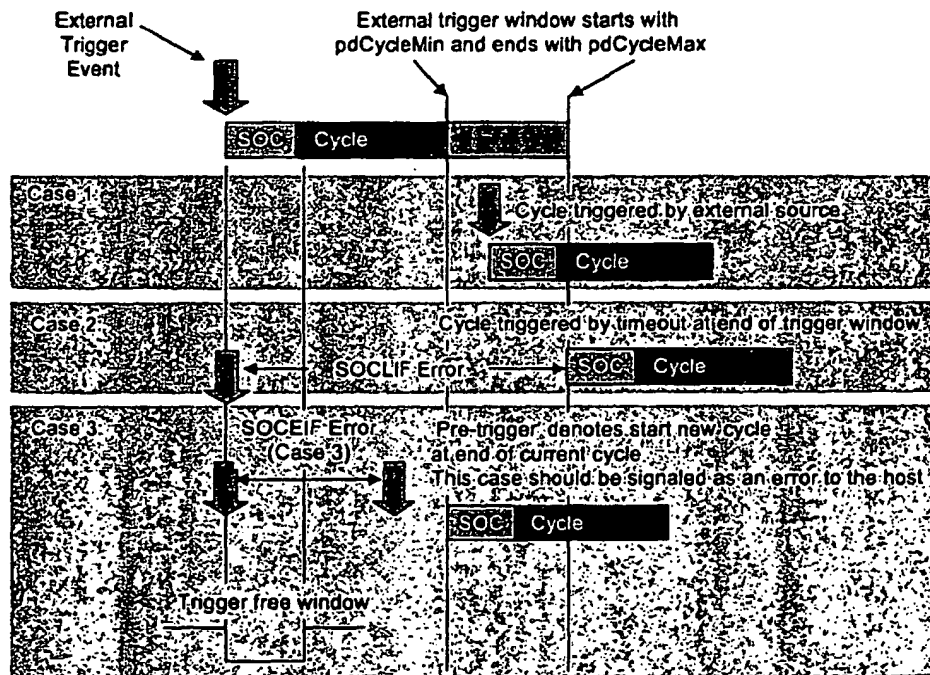 External
Trigger
Event
External trigger window starts with
pdCycleMin and ends with pdCycleMax
SOC Cycle
Case 1
Cycle triggered by external source
SOC Cycle
Case 2
Cycle triggered by timeout at end of trigger window
SOCLIF Error
SOC Cycle
Case 3
SOCEIF Error
(Case 3)
Pre-trigger denotes start new cycle
at end of current cycle
This case should be signaled as an error to the host
SOC Cycle
Trigger free window